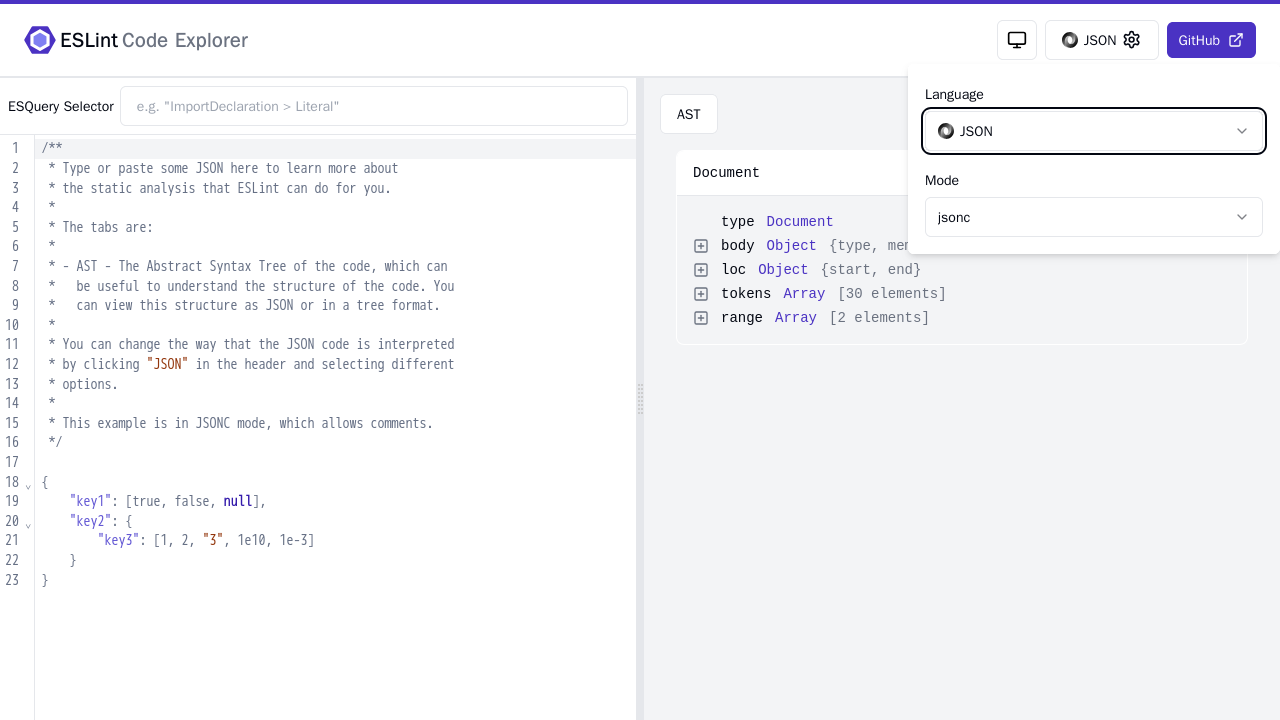 ESLint Code Explorer
JSON
GitHub
ESQuery Selector
e.g. "ImportDeclaration > Literal"
1 /**
2  * Type or paste some JSON here to learn more about
3  * the static analysis that ESLint can do for you.
4  *
5  * The tabs are:
6  *
7  * - AST - The Abstract Syntax Tree of the code, which can
8  *   be useful to understand the structure of the code. You
9  *   can view this structure as JSON or in a tree format.
10  *
11  * You can change the way that the JSON code is interpreted
12  * by clicking "JSON" in the header and selecting different
13  * options.
14  *
15  * This example is in JSONC mode, which allows comments.
16  */
17
18 {
19     "key1": [true, false, null],
20     "key2": {
21         "key3": [1, 2, "3", 1e10, 1e-3]
22     }
23 }
AST
Document
type Document
body Object {type, mem
loc Object {start, end}
tokens Array [30 elements]
range Array [2 elements]
Language
JSON
Mode
jsonc